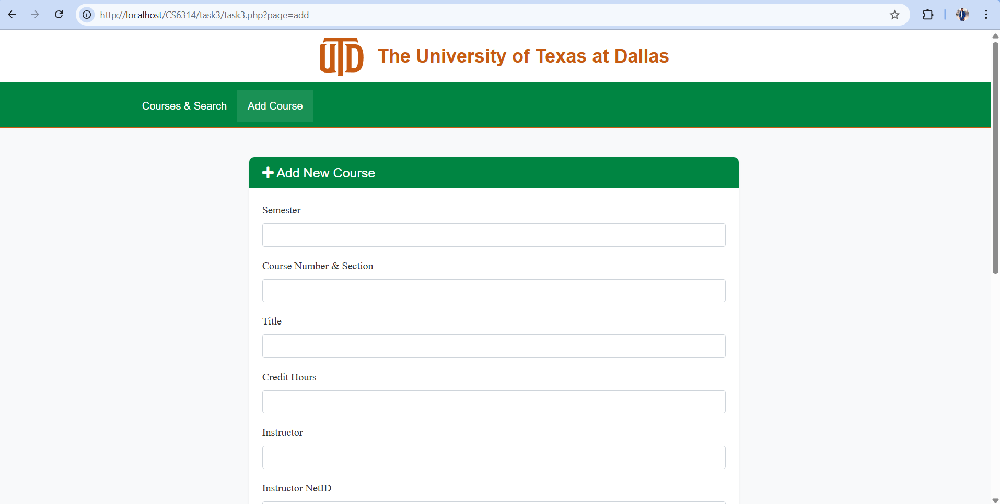 http://localhost/CS6314/task3/task3.php?page=add
UTD The University of Texas at Dallas
Courses & Search Add Course
Add New Course
Semester
Course Number & Section
Title
Credit Hours
Instructor
Instructor NetID